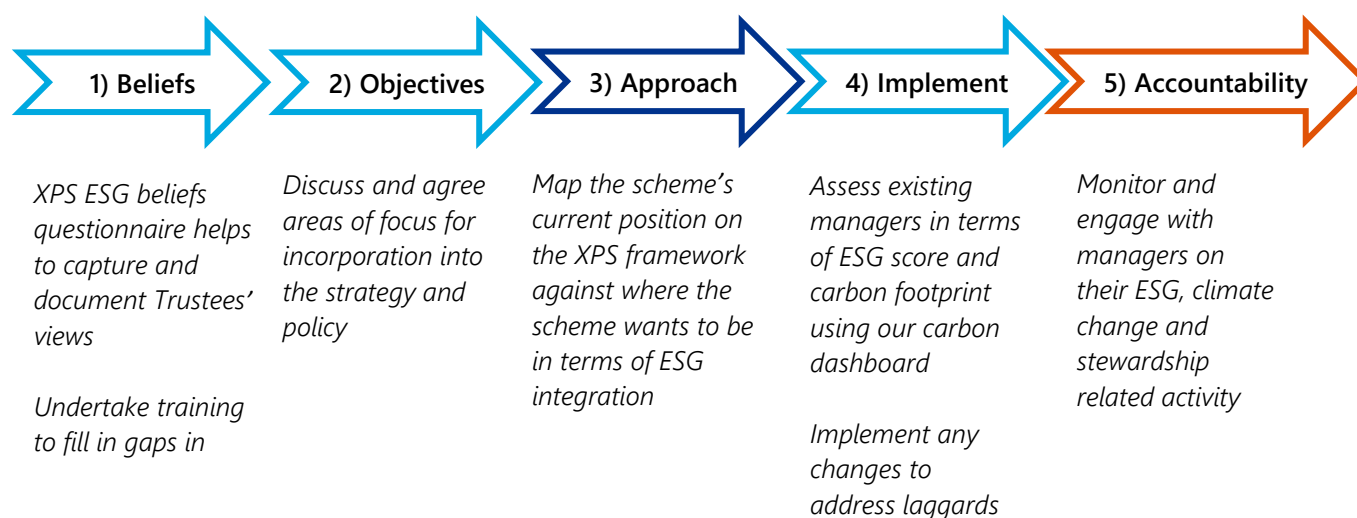 1) Beliefs
2) Objectives
3) Approach
4) Implement
5) Accountability
XPS ESG beliefs
questionnaire helps
to capture and
document Trustees’
views
Undertake training
to fill in gaps in
Discuss and agree
areas of focus for
incorporation into
the strategy and
policy
Map the scheme’s
current position on
the XPS framework
against where the
scheme wants to be
in terms of ESG
integration
Assess existing
managers in terms
of ESG score and
carbon footprint
using our carbon
dashboard
Implement any
changes to
address laggards
Monitor and
engage with
managers on
their ESG, climate
change and
stewardship
related activity